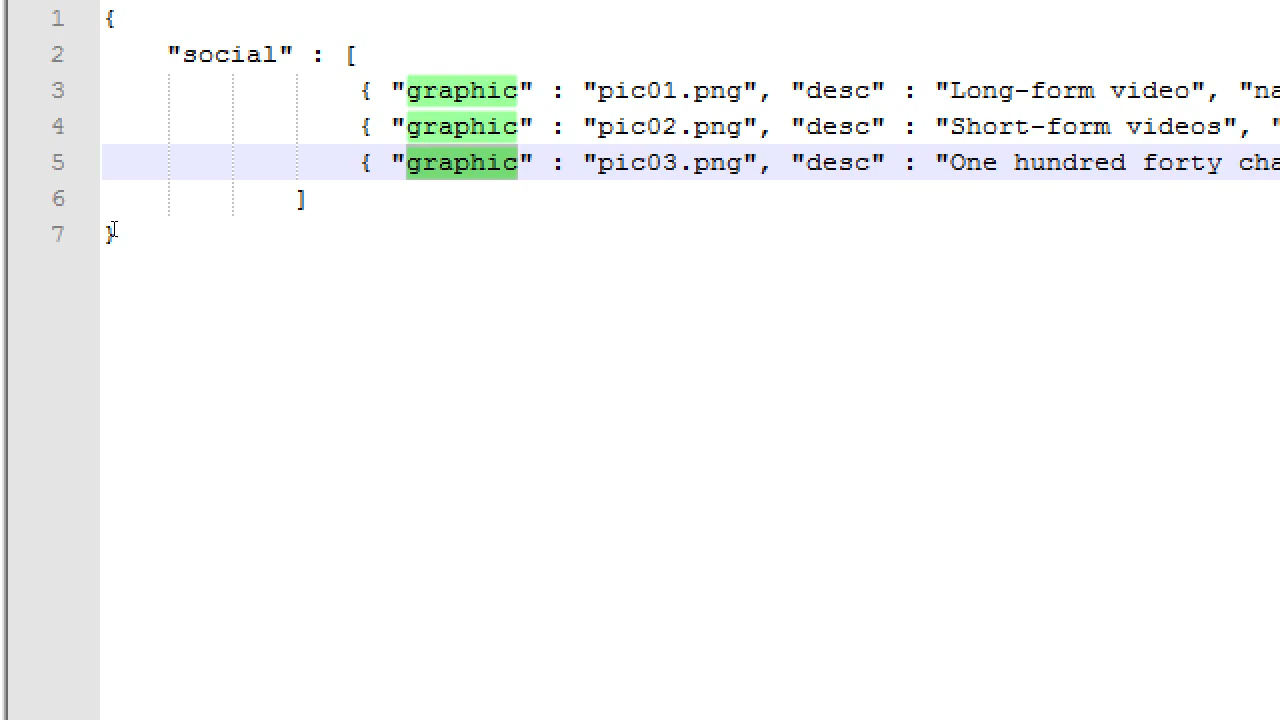 1 {
2 "social" : [
3 { "graphic" : "pic01.png", "desc" : "Long-form video", "na
4 { "graphic" : "pic02.png", "desc" : "Short-form videos", "
5 { "graphic" : "pic03.png", "desc" : "One hundred forty cha
6 ]
7 }